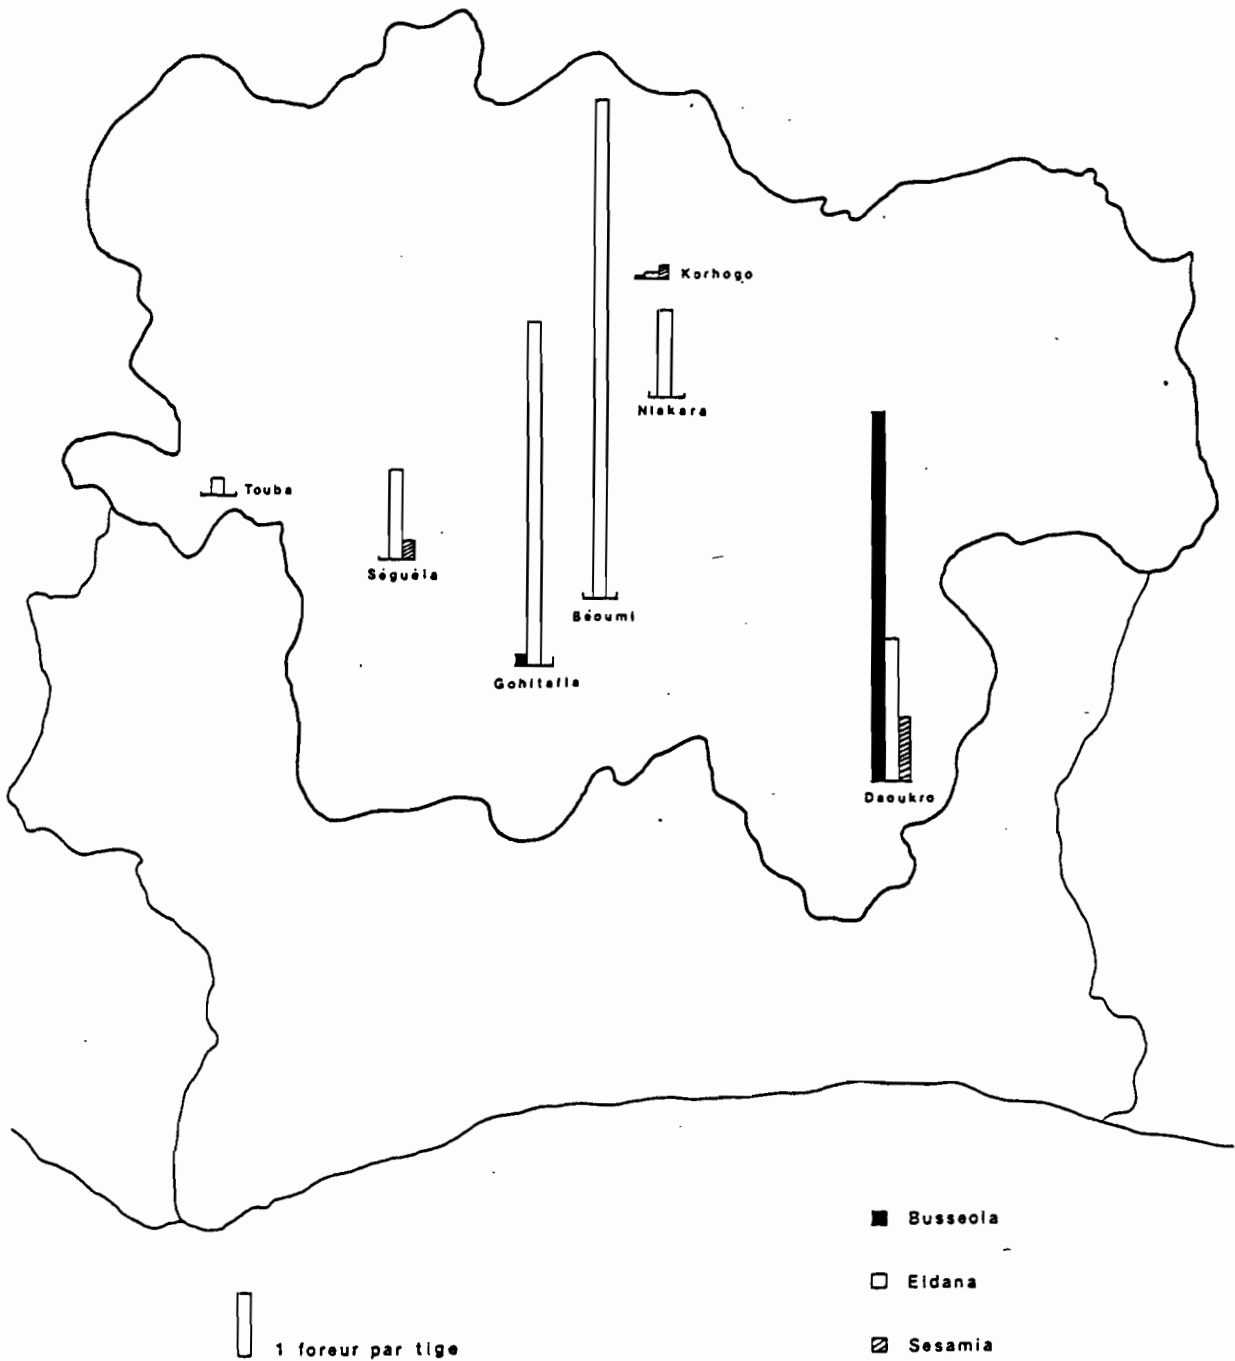 Korhogo
Niakara
Touba
Séguéla
Béoumi
Gohitafla
Daoukro
Busseola
Eldana
1 foreur par tige
Sesamia